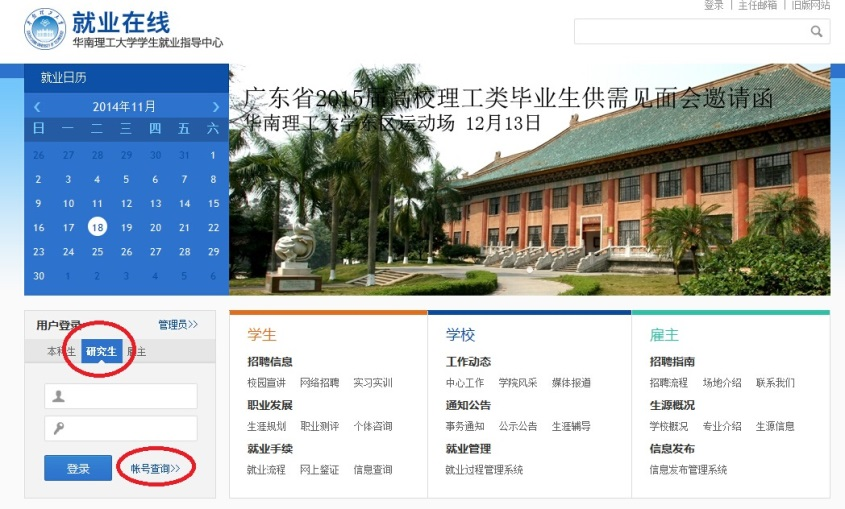 登录 | 主任邮箱 | 旧版网站
就业在线
华南理工大学学生就业指导中心
就业日历
2014年11月
日 一 二 三 四 五 六
26 27 28 29 30 31 1
2 3 4 5 6 7 8
9 10 11 12 13 14 15
16 17 18 19 20 21 22
23 24 25 26 27 28 29
30 1 2 3 4 5 6
广东省2015届高校理工类毕业生供需见面会邀请函
华南理工大学东区运动场 12月13日
用户登录 管理员>>
本科生 研究生 雇主
登录 帐号查询>>
学生
招聘信息
校园宣讲 网络招聘 实习实训
职业发展
生涯规划 职业测评 个体咨询
就业手续
就业流程 网上鉴证 信息查询
学校
工作动态
中心工作 学院风采 媒体报道
通知公告
事务通知 公示公告 生涯辅导
就业管理
就业过程管理系统
雇主
招聘指南
招聘流程 场地介绍 联系我们
生源概况
学校概况 专业介绍 生源信息
信息发布
信息发布管理系统